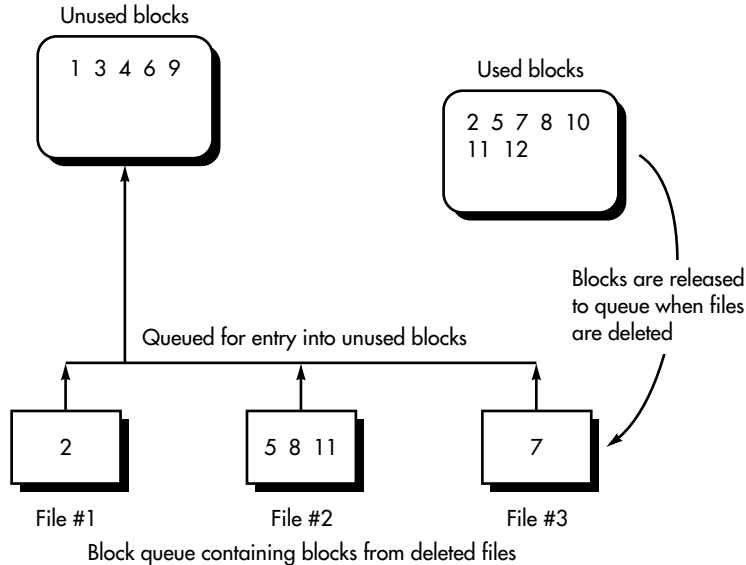 Unused blocks
1 3 4 6 9
Used blocks
2 5 7 8 10
11 12
Blocks are released
to queue when files
are deleted
Queued for entry into unused blocks
2
5 8 11
7
File #1
File #2
File #3
Block queue containing blocks from deleted files